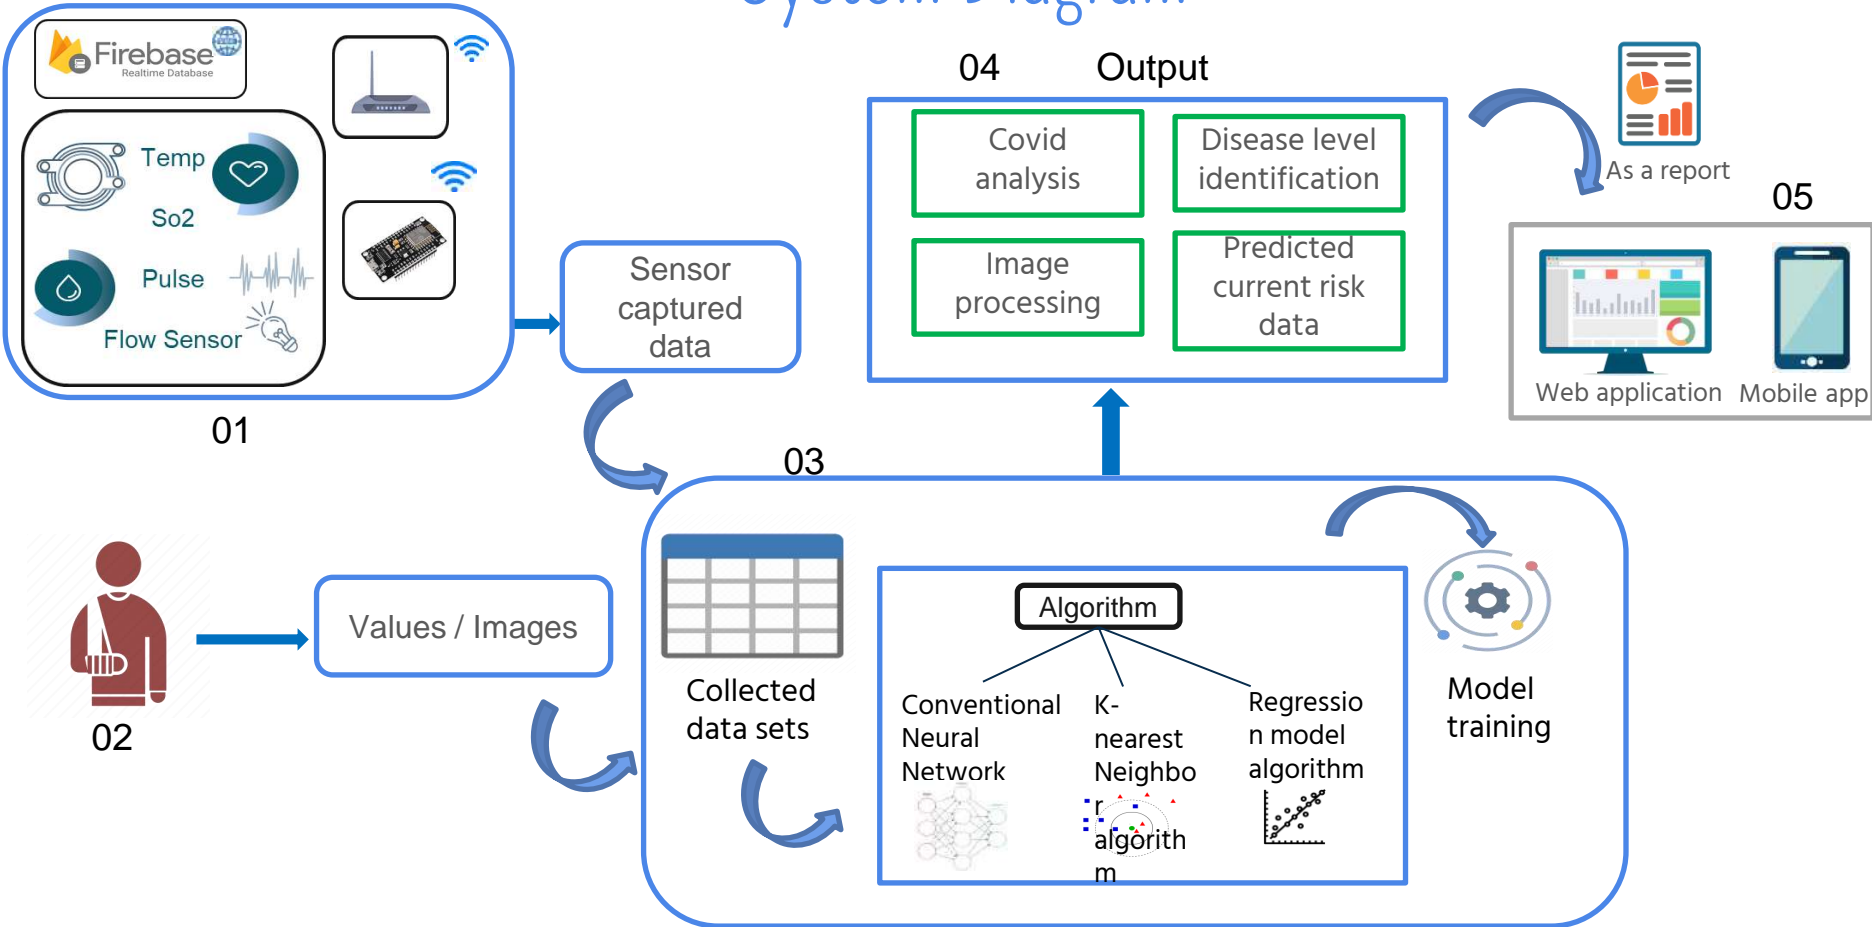 System Diagram
Firebase
Realtime Database
Temp
So2
Pulse
Flow Sensor
01
Sensor
captured
data
04
Output
Covid
analysis
Disease level
identification
Image
processing
Predicted
current risk
data
As a report
05
Web application
Mobile app
02
Values / Images
03
Collected
data sets
Algorithm
Conventional
Neural
Network
K-
nearest
Neighbo
r
algorith
m
Regressio
n model
algorithm
Model
training